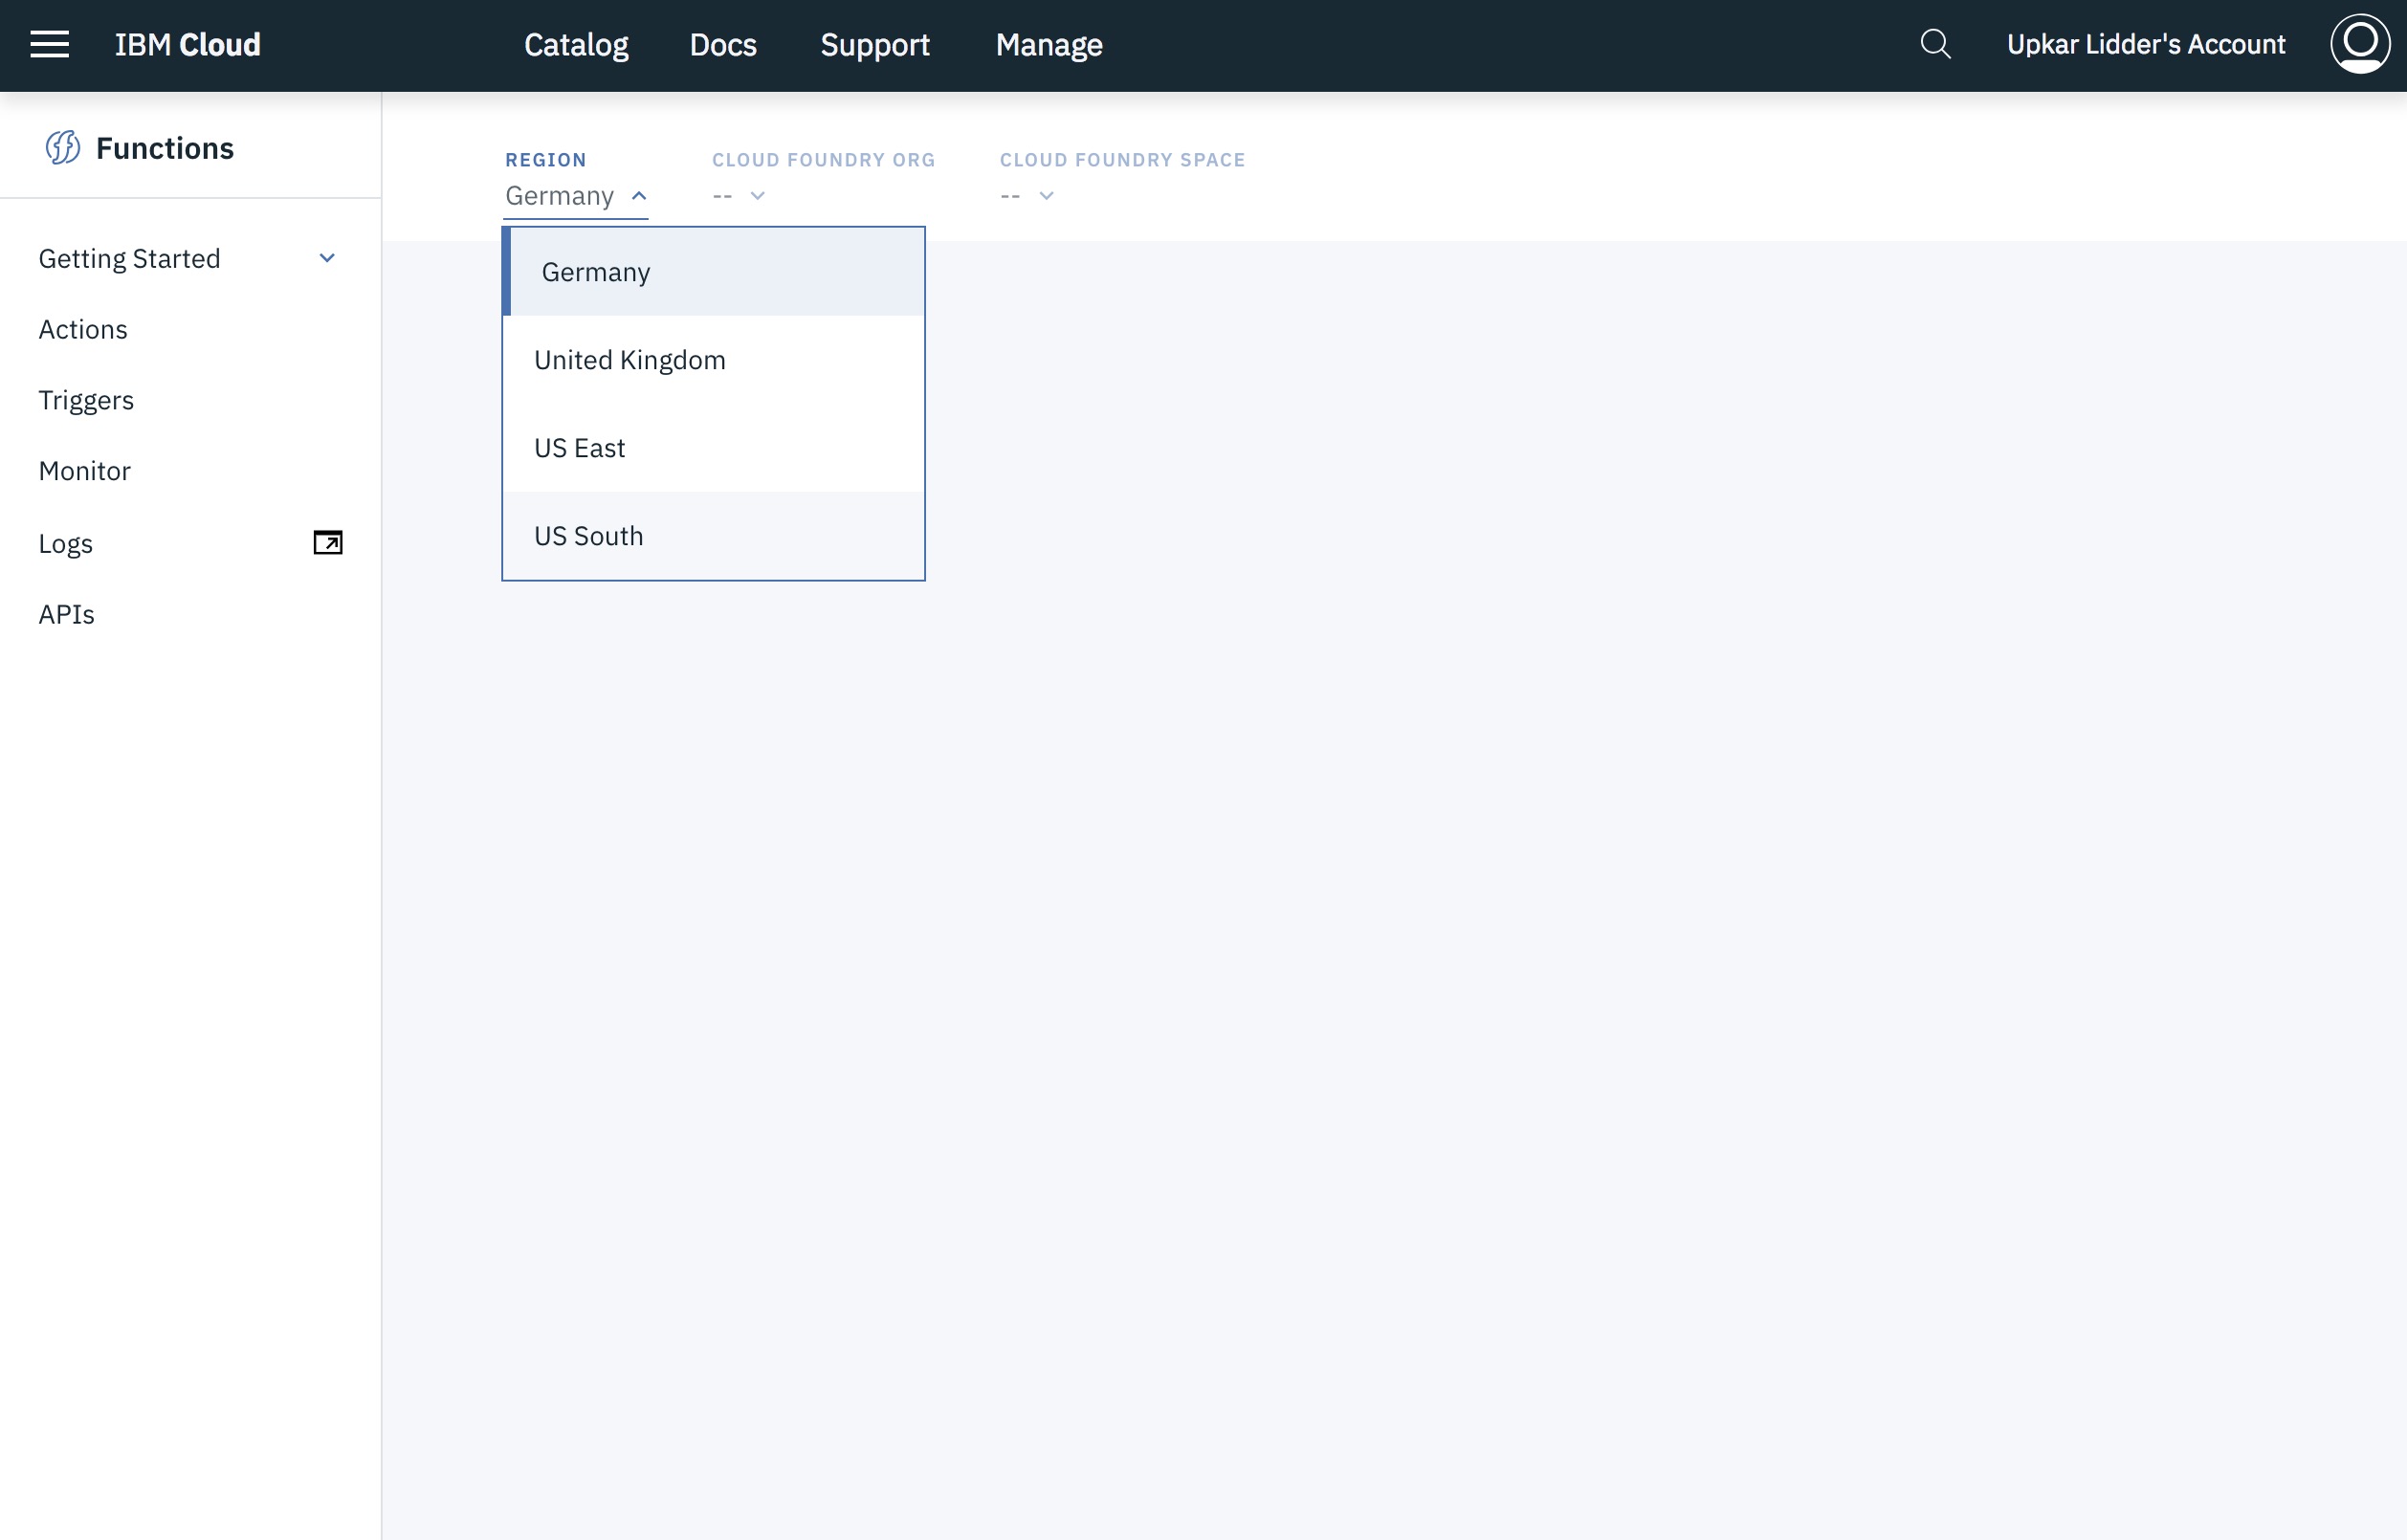 IBM Cloud Catalog Docs Support Manage Upkar Lidder's Account
Functions
Getting Started
Actions
Triggers
Monitor
Logs
APIs
REGION CLOUD FOUNDRY ORG CLOUD FOUNDRY SPACE
Germany -- --
Germany
United Kingdom
US East
US South